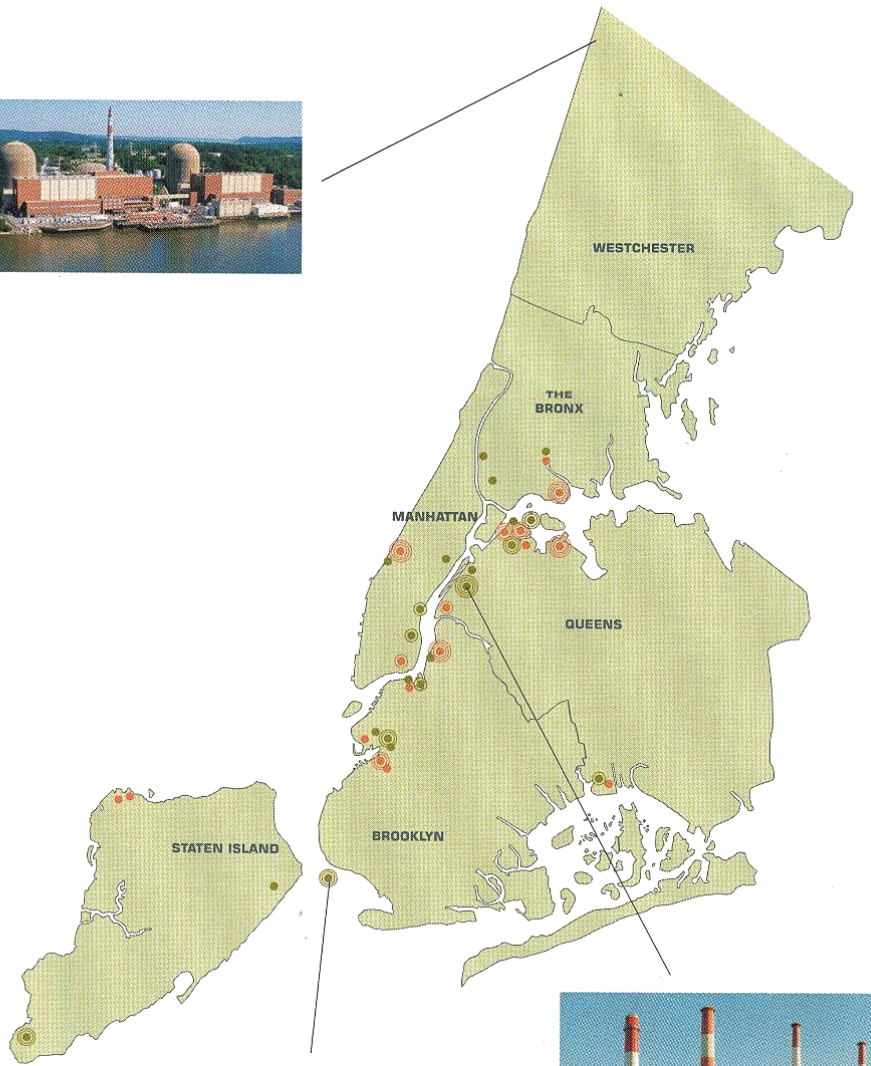 WESTCHESTER
THE
BRONX
MANHATTAN
QUEENS
BROOKLYN
STATEN ISLAND